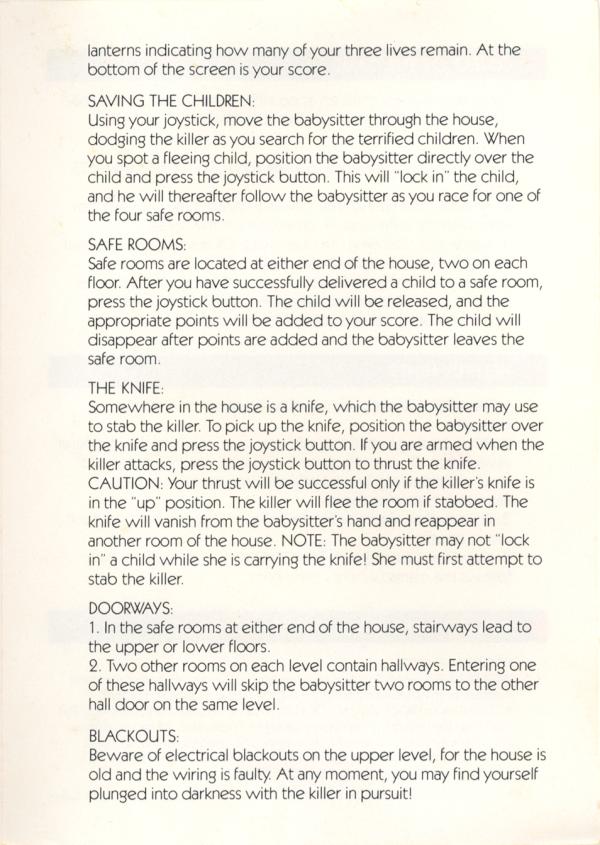 lanterns indicating how many of your three lives remain. At the
bottom of the screen is your score.
SAVING THE CHILDREN:
Using your joystick, move the babysitter through the house,
dodging the killer as you search for the terrified children. When
you spot a fleeing child, position the babysitter directly over the
child and press the joystick button. This will "lock in" the child,
and he will thereafter follow the babysitter as you race for one of
the four safe rooms.
SAFE ROOMS:
Safe rooms are located at either end of the house, two on each
floor. After you have successfully delivered a child to a safe room,
press the joystick button. The child will be released, and the
appropriate points will be added to your score. The child will
disappear after points are added and the babysitter leaves the
safe room.
THE KNIFE:
Somewhere in the house is a knife, which the babysitter may use
to stab the killer. To pick up the knife, position the babysitter over
the knife and press the joystick button. If you are armed when the
killer attacks, press the joystick button to thrust the knife.
CAUTION: Your thrust will be successful only if the killer's knife is
in the "up" position. The killer will flee the room if stabbed. The
knife will vanish from the babysitter's hand and reappear in
another room of the house. NOTE: The babysitter may not "lock
in" a child while she is carrying the knife! She must first attempt to
stab the killer.
DOORWAYS:
1. In the safe rooms at either end of the house, stairways lead to
the upper or lower floors.
2. Two other rooms on each level contain hallways. Entering one
of these hallways will skip the babysitter two rooms to the other
hall door on the same level.
BLACKOUTS:
Beware of electrical blackouts on the upper level, for the house is
old and the wiring is faulty. At any moment, you may find yourself
plunged into darkness with the killer in pursuit!